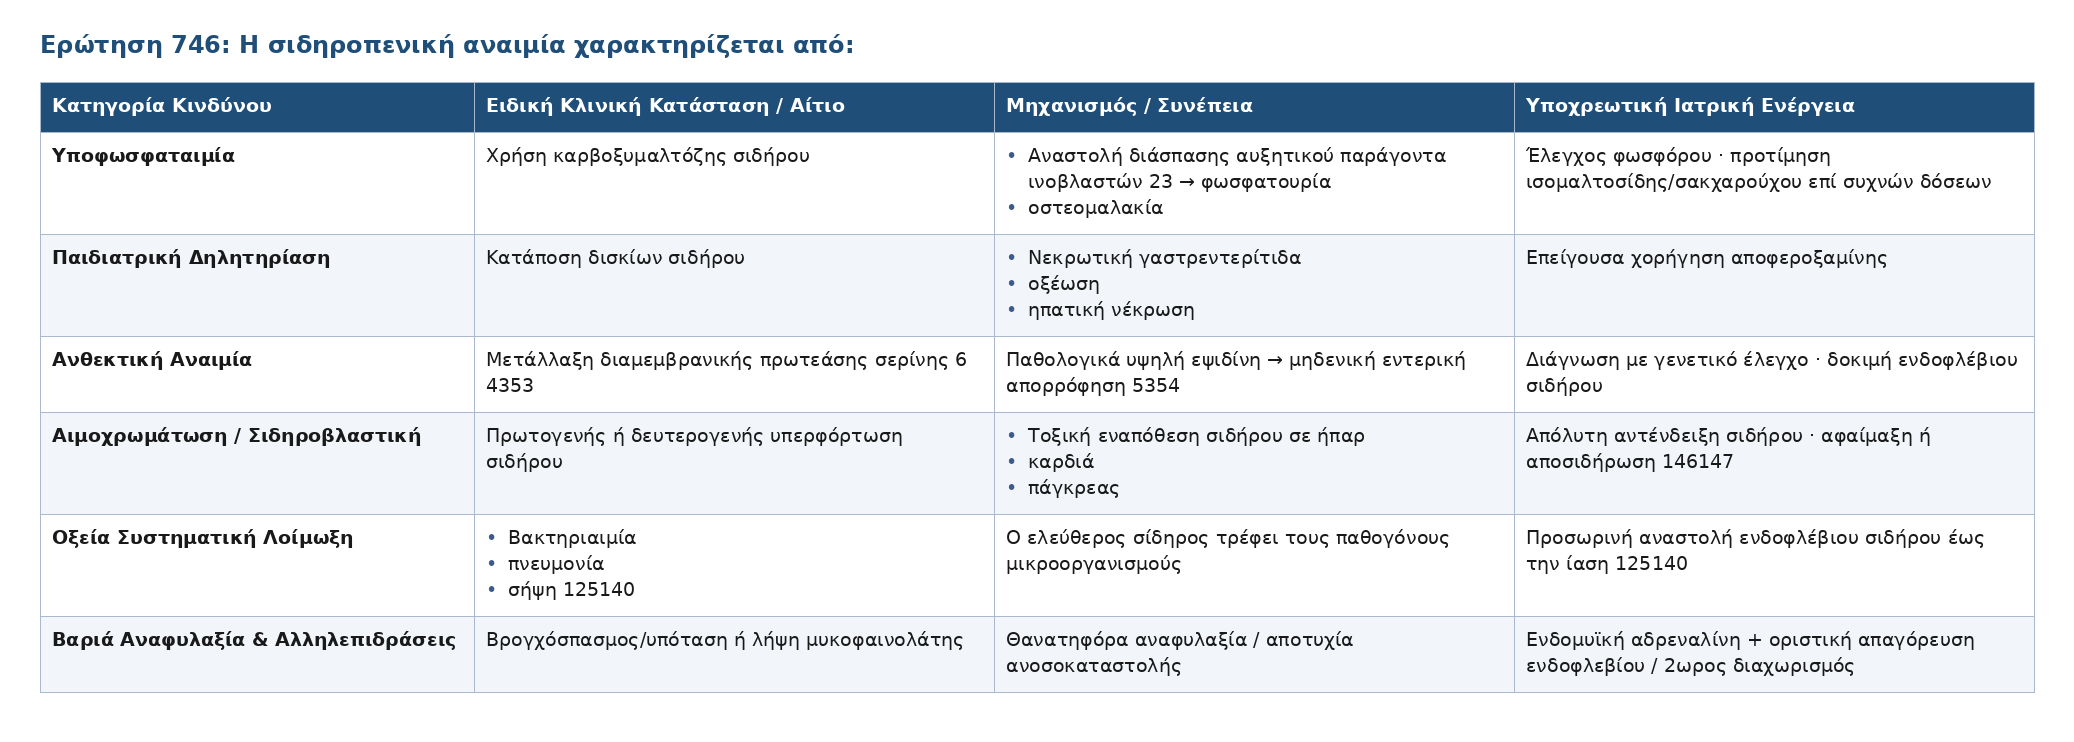 Ερώτηση 746: Η σιδηροπενική αναιμία χαρακτηρίζεται από:
Κατηγορία Κινδύνου
Ειδική Κλινική Κατάσταση / Αίτιο
Μηχανισμός / Συνέπεια
Υποχρεωτική Ιατρική Ενέργεια
Υποφωσφαταιμία
Χρήση καρβοξυμαλτόζης σιδήρου
• Αναστολή διάσπασης αυξητικού παράγοντα
ινοβλαστών 23 → φωσφατουρία
• οστεομαλακία
Έλεγχος φωσφόρου · προτίμηση
ισομαλτοσίδης/σακχαρούχου επί συχνών δόσεων
Παιδιατρική Δηλητηρίαση
Κατάποση δισκίων σιδήρου
• Νεκρωτική γαστρεντερίτιδα
• οξέωση
• ηπατική νέκρωση
Επείγουσα χορήγηση αποφεροξαμίνης
Ανθεκτική Αναιμία
Μετάλλαξη διαμεμβρανικής πρωτεάσης σερίνης 6
4353
Παθολογικά υψηλή εψιδίνη → μηδενική εντερική
απορρόφηση 5354
Διάγνωση με γενετικό έλεγχο · δοκιμή ενδοφλέβιου
σιδήρου
Αιμοχρωμάτωση / Σιδηροβλαστική
Πρωτογενής ή δευτερογενής υπερφόρτωση
σιδήρου
• Τοξική εναπόθεση σιδήρου σε ήπαρ
• καρδιά
• πάγκρεας
Απόλυτη αντένδειξη σιδήρου · αφαίμαξη ή
αποσιδήρωση 146147
Οξεία Συστηματική Λοίμωξη
• Βακτηριαιμία
• πνευμονία
• σήψη 125140
Ο ελεύθερος σίδηρος τρέφει τους παθογόνους
μικροοργανισμούς
Προσωρινή αναστολή ενδοφλέβιου σιδήρου έως
την ίαση 125140
Βαριά Αναφυλαξία & Αλληλεπιδράσεις
Βρογχόσπασμος/υπόταση ή λήψη μυκοφαινολάτης
Θανατηφόρα αναφυλαξία / αποτυχία
ανοσοκαταστολής
Ενδομυϊκή αδρεναλίνη + οριστική απαγόρευση
ενδοφλεβίου / 2ωρος διαχωρισμός